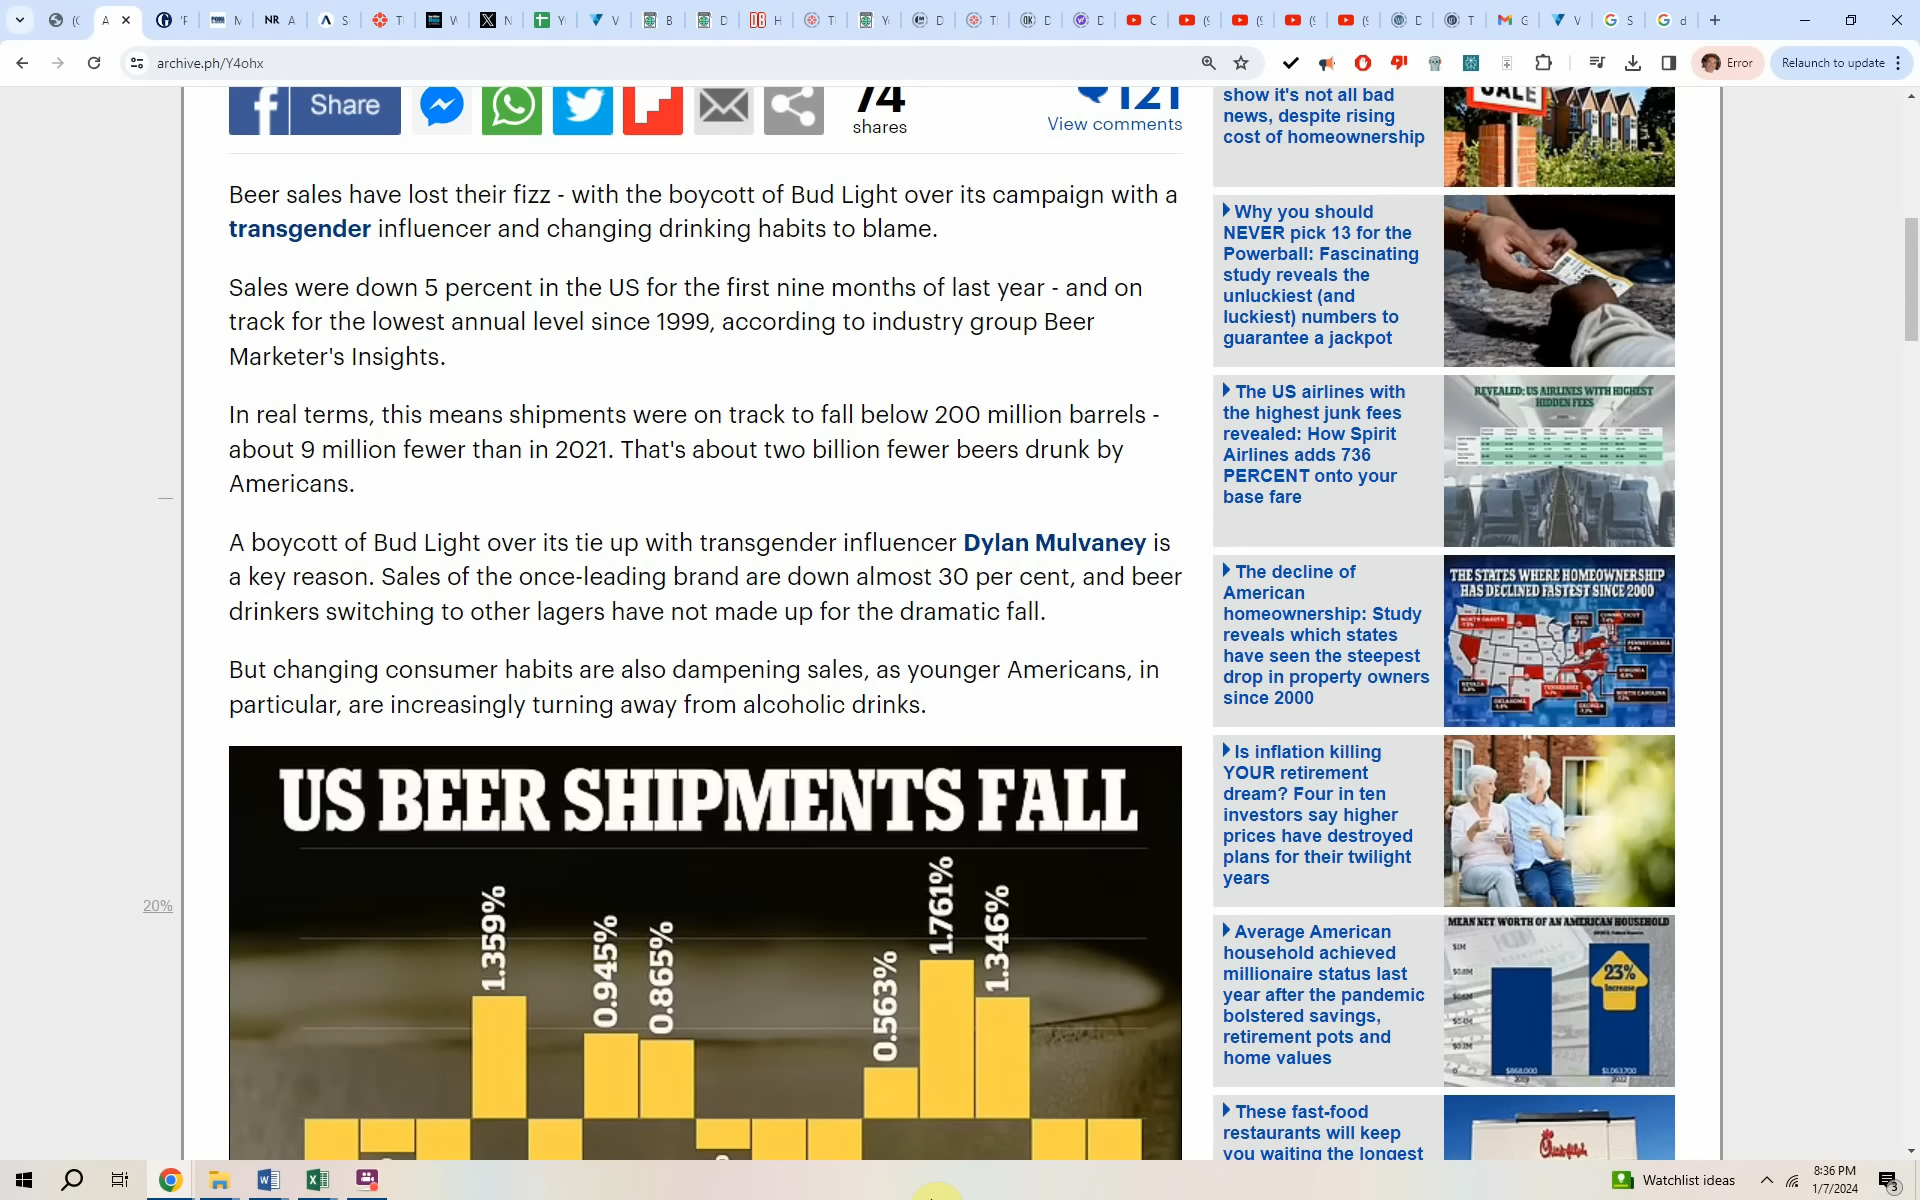 archive.ph/Y4ohx
Error
Relaunch to update
Share
74
shares
121
View comments
Beer sales have lost their fizz - with the boycott of Bud Light over its campaign with a
transgender influencer and changing drinking habits to blame.
Sales were down 5 percent in the US for the first nine months of last year - and on
track for the lowest annual level since 1999, according to industry group Beer
Marketer's Insights.
In real terms, this means shipments were on track to fall below 200 million barrels -
about 9 million fewer than in 2021. That's about two billion fewer beers drunk by
Americans.
A boycott of Bud Light over its tie up with transgender influencer Dylan Mulvaney is
a key reason. Sales of the once-leading brand are down almost 30 per cent, and beer
drinkers switching to other lagers have not made up for the dramatic fall.
But changing consumer habits are also dampening sales, as younger Americans, in
particular, are increasingly turning away from alcoholic drinks.
20%
US BEER SHIPMENTS FALL
1.359%
0.945%
0.865%
0.563%
1.761%
1.346%
show it's not all bad
news, despite rising
cost of homeownership
SALE
Why you should
NEVER pick 13 for the
Powerball: Fascinating
study reveals the
unluckiest (and
luckiest) numbers to
guarantee a jackpot
The US airlines with
the highest junk fees
revealed: How Spirit
Airlines adds 736
PERCENT onto your
base fare
REVEALED: US AIRLINES WITH HIGHEST
HIDDEN FEES
The decline of
American
homeownership: Study
reveals which states
have seen the steepest
drop in property owners
since 2000
THE STATES WHERE HOMEOWNERSHIP
HAS DECLINED FASTEST SINCE 2000
Is inflation killing
YOUR retirement
dream? Four in ten
investors say higher
prices have destroyed
plans for their twilight
years
Average American
household achieved
millionaire status last
year after the pandemic
bolstered savings,
retirement pots and
home values
MEAN NET WORTH OF AN AMERICAN HOUSEHOLD
23%
Increase
$868,000
$1,063,700
These fast-food
restaurants will keep
you waiting the longest
Chick-fil-A
Watchlist ideas
8:36 PM
1/7/2024
3